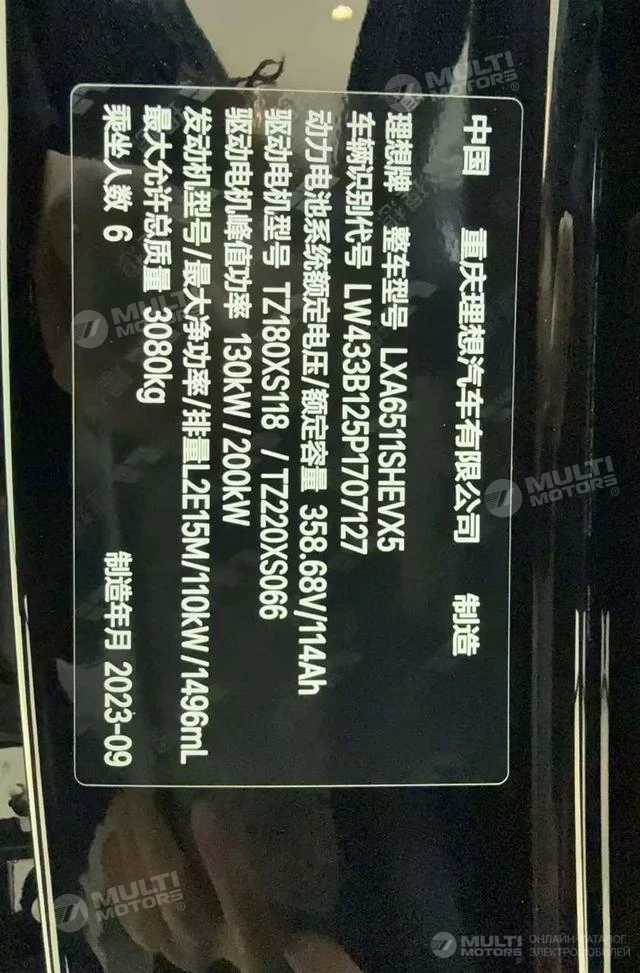 中国 重庆理想汽车有限公司 制造
理想牌 整车型号 LXA6511SHEVX5
车辆识别代号 LW433B125P1707127
动力电池系统额定电压/额定容量 358.68V/114Ah
驱动电机型号 TZ180XS118 / TZ220XS066
驱动电机峰值功率 130kW/200kW
发动机型号/最大净功率/排量L2E15M/110kW/1496mL
最大允许总质量 3080kg
乘坐人数 6 制造年月 2023-09
MULTI MOTORS
MULTI MOTORS
MULTI MOTORS
MULTI MOTORS
MULTI MOTORS ОНЛАЙН-КАТАЛОГ ЭЛЕКТРОМОБИЛЕЙ